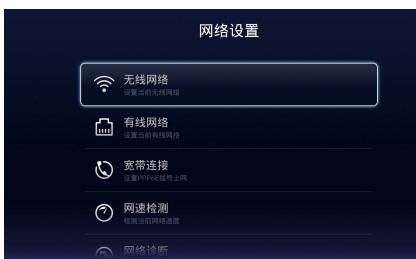 网络设置
无线网络
设置当前无线网络
有线网络
设置当前有线网络
宽带连接
设置PPPoE拨号上网
网速检测
检测当前网络速度
网络诊断